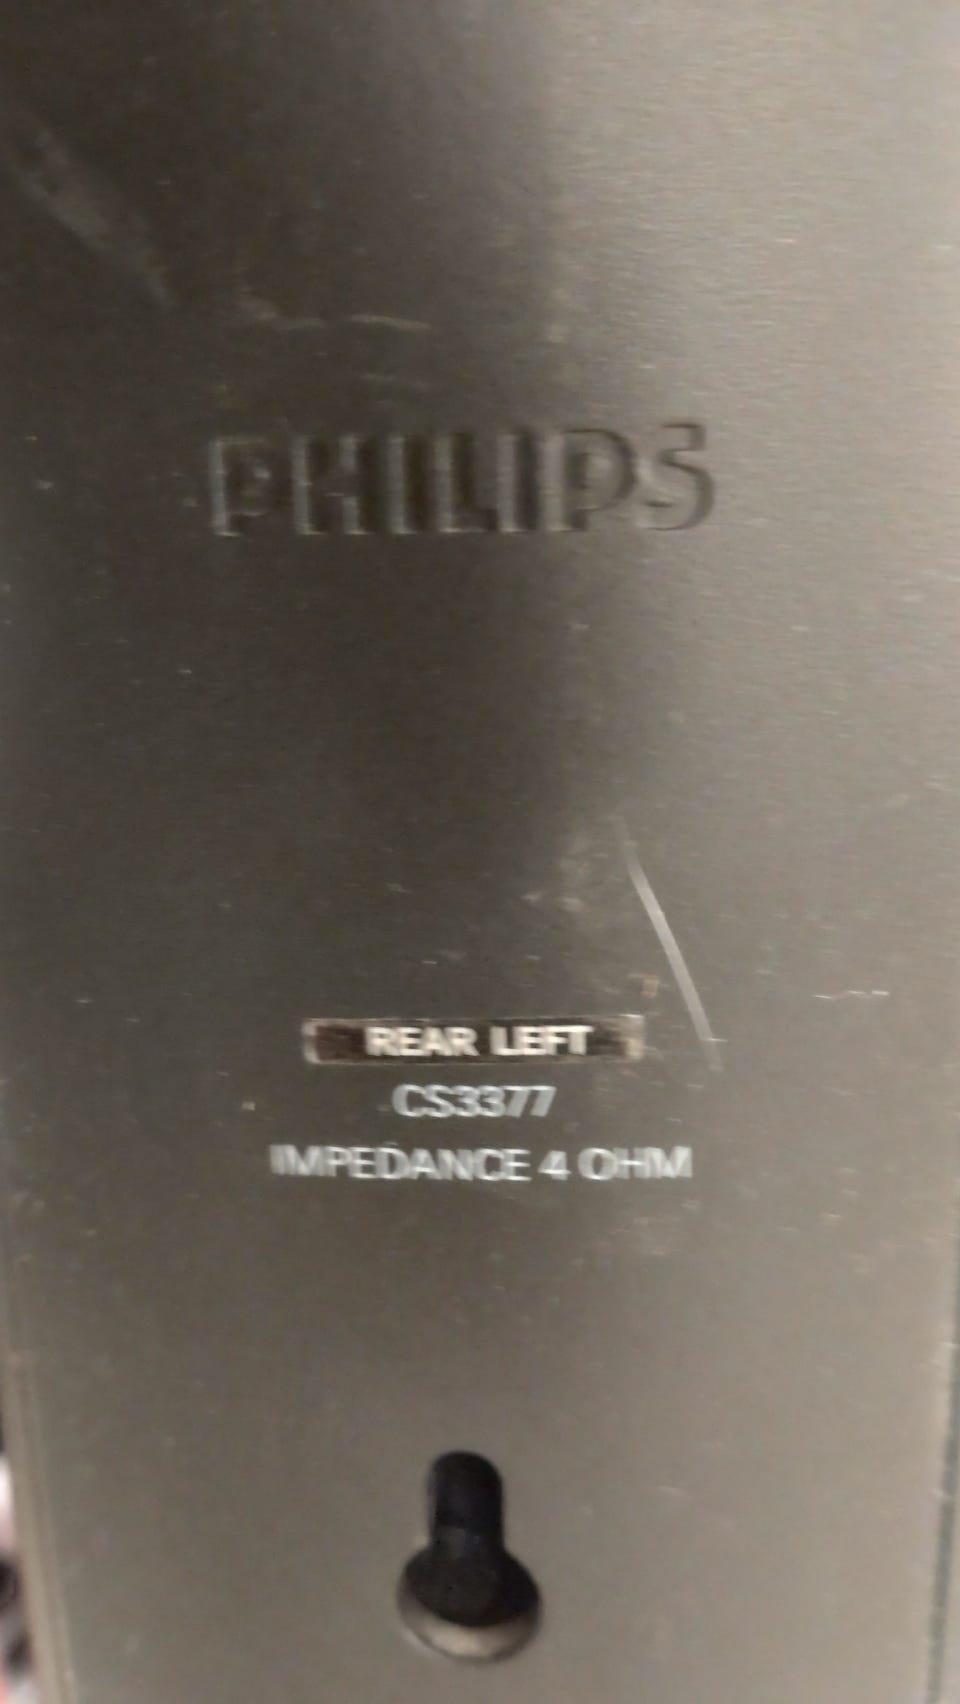 PHILIPS
REAR LEFT
CS3377
IMPEDANCE 4 OHM